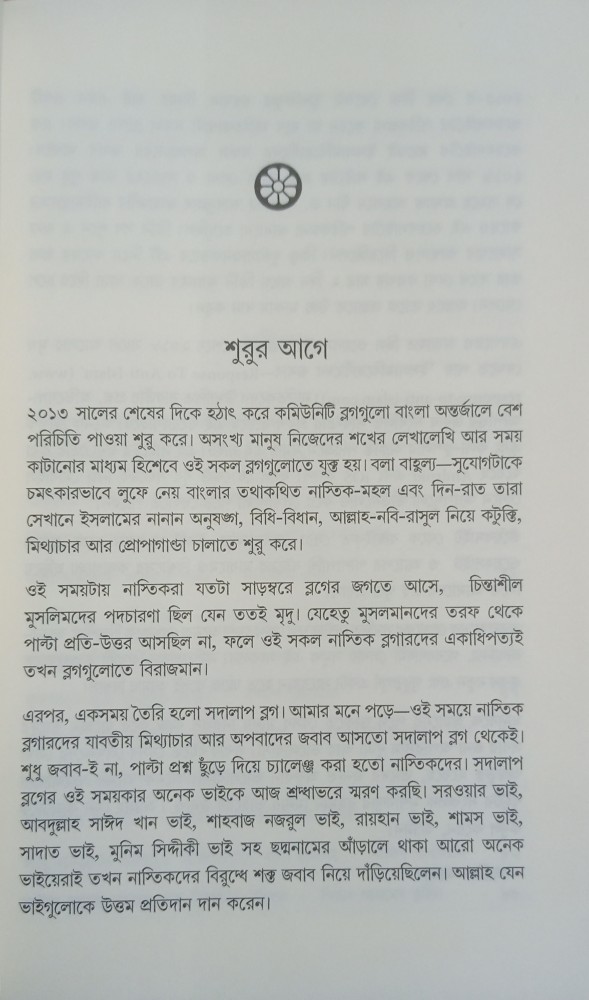 শুরুর আগে
২০১৩ সালের শেষের দিকে হঠাৎ করে কমিউনিটি ব্লগগুলো বাংলা অন্তর্জালে বেশ
পরিচিতি পাওয়া শুরু করে। অসংখ্য মানুষ নিজেদের শখের লেখালেখি আর সময়
কাটানোর মাধ্যম হিশেবে ওই সকল ব্লগগুলোতে যুক্ত হয়। বলা বাহুল্য—সুযোগটাকে
চমৎকারভাবে লুফে নেয় বাংলার তথাকথিত নাস্তিক-মহল এবং দিন-রাত তারা
সেখানে ইসলামের নানান অনুষঙ্গ, বিধি-বিধান, আল্লাহ-নবি-রাসুল নিয়ে কটূক্তি,
মিথ্যাচার আর প্রোপাগান্ডা চালাতে শুরু করে।
ওই সময়টায় নাস্তিকরা যতটা সাড়ম্বরে ব্লগের জগতে আসে, চিন্তাশীল
মুসলিমদের পদচারণা ছিল যেন ততই মৃদু। যেহেতু মুসলমানদের তরফ থেকে
পাল্টা প্রতি-উত্তর আসছিল না, ফলে ওই সকল নাস্তিক ব্লগারদের একাধিপত্যই
তখন ব্লগগুলোতে বিরাজমান।
এরপর, একসময় তৈরি হলো সদালাপ ব্লগ। আমার মনে পড়ে—ওই সময়ে নাস্তিক
ব্লগারদের যাবতীয় মিথ্যাচার আর অপবাদের জবাব আসতো সদালাপ ব্লগ থেকেই।
শুধু জবাব-ই না, পাল্টা প্রশ্ন ছুঁড়ে দিয়ে চ্যালেঞ্জ করা হতো নাস্তিকদের। সদালাপ
ব্লগের ওই সময়কার অনেক ভাইকে আজ শ্রদ্ধাভরে স্মরণ করছি। সরওয়ার ভাই,
আবদুল্লাহ সাঈদ খান ভাই, শাহবাজ নজরুল ভাই, রায়হান ভাই, শামস ভাই,
সাদাত ভাই, মুনিম সিদ্দীকী ভাই সহ ছদ্মনামের আঁড়ালে থাকা আরো অনেক
ভাইয়েরাই তখন নাস্তিকদের বিরুদ্ধে শক্ত জবাব নিয়ে দাঁড়িয়েছিলেন। আল্লাহ যেন
ভাইগুলোকে উত্তম প্রতিদান দান করেন।